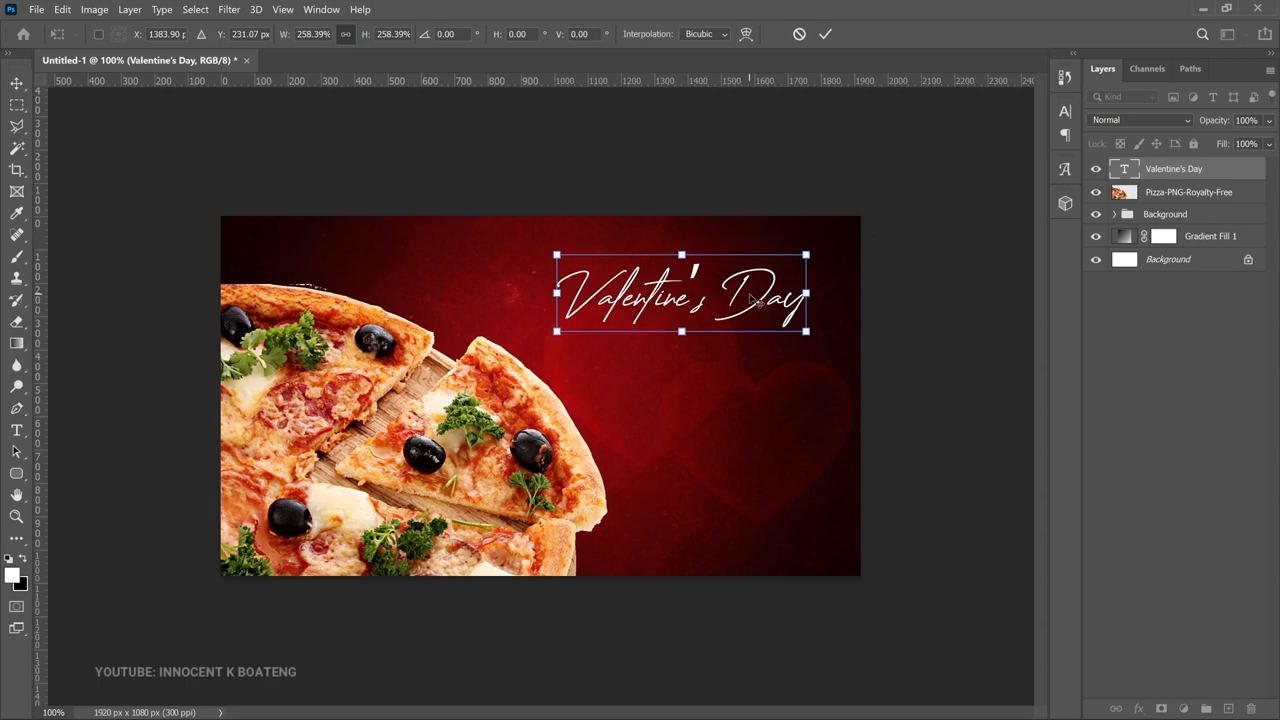 Ps File Edit Image Layer Type Select Filter 3D View Window Help
X: 1383.90 p Y: 231.07 px W: 258.39% H: 258.39% 0.00 ° H: 0.00 ° V: 0.00 ° Interpolation: Bicubic
Untitled-1 @ 100% (Valentine's Day, RGB/8) * ×
500 400 300 200 100 0 100 200 300 400 500 600 700 800 900 1000 1100 1200 1300 1400 1500 1600 1700 1800 1900 2000 2100 2200 2300
Layers Channels Paths
Kind
Normal Opacity: 100%
Lock: Fill: 100%
T Valentine's Day
Pizza-PNG-Royalty-Free
Background
Gradient Fill 1
Background
Valentine's Day
YOUTUBE: INNOCENT K BOATENG
100% 1920 px x 1080 px (300 ppi)